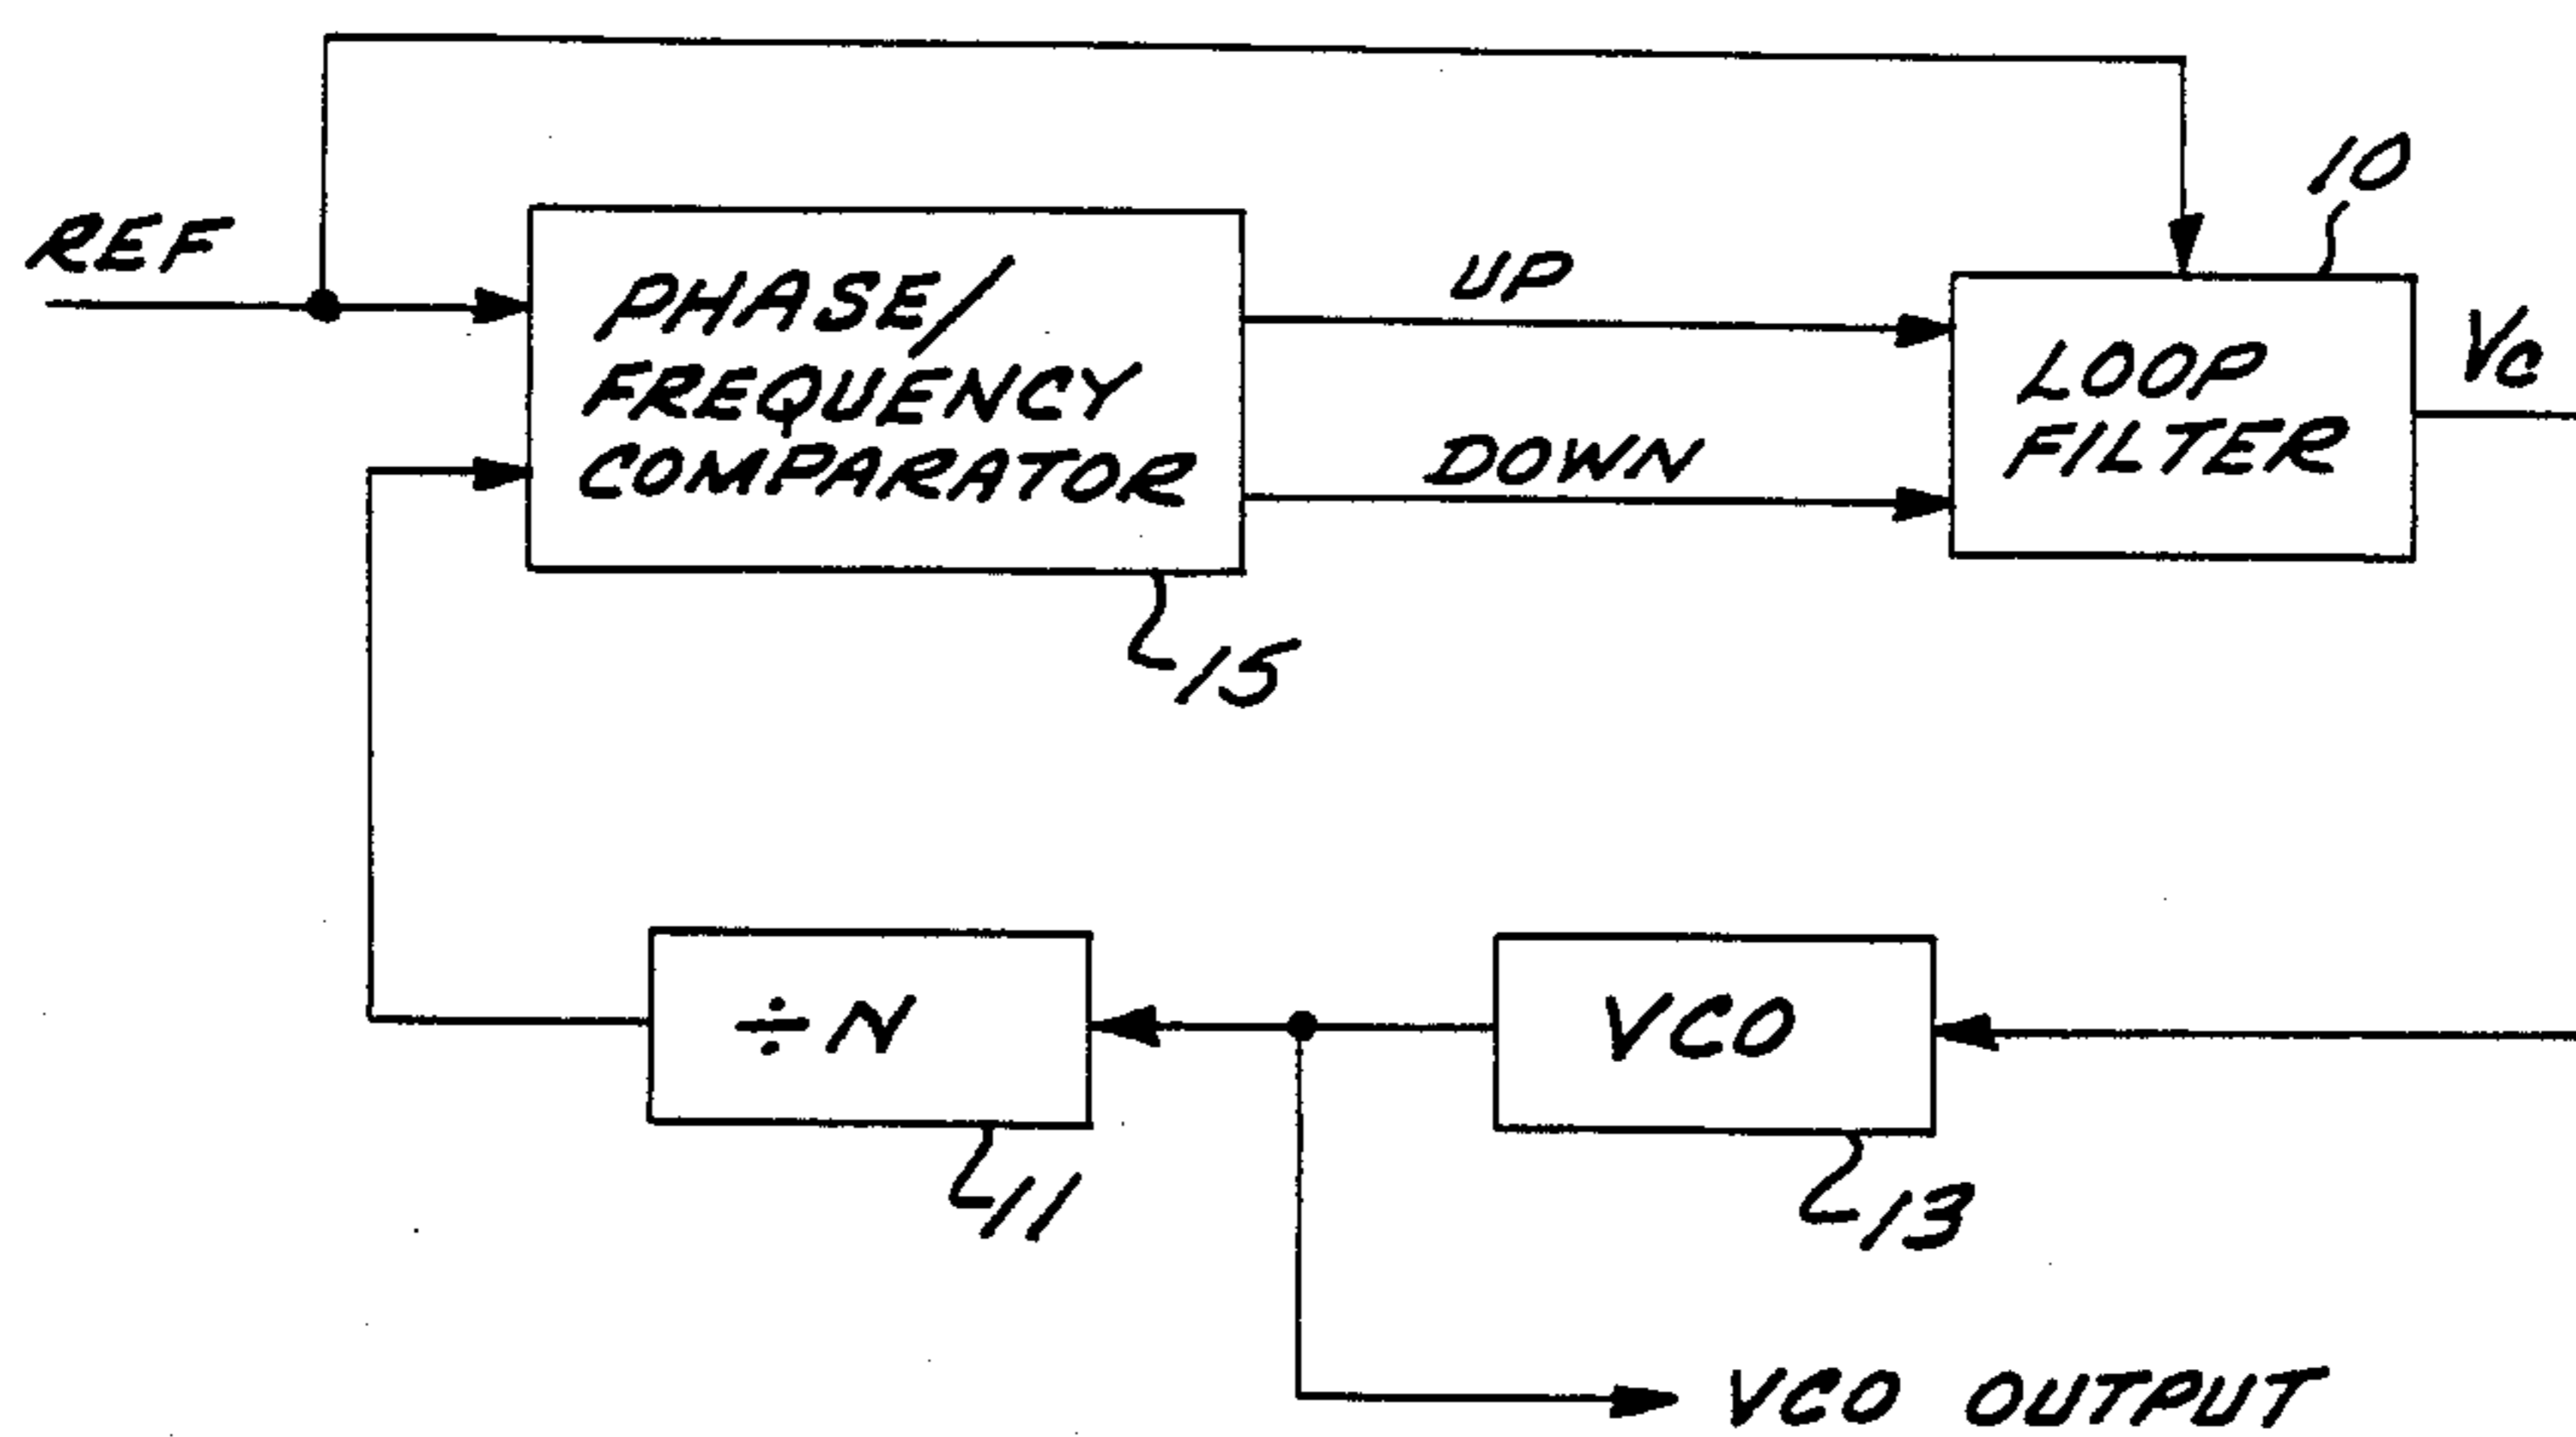 10
REF
UP
PHASE/
FREQUENCY
COMPARATOR
Vc
LOOP
FILTER
DOWN
15
÷N
VCO
11
13
VCO OUTPUT